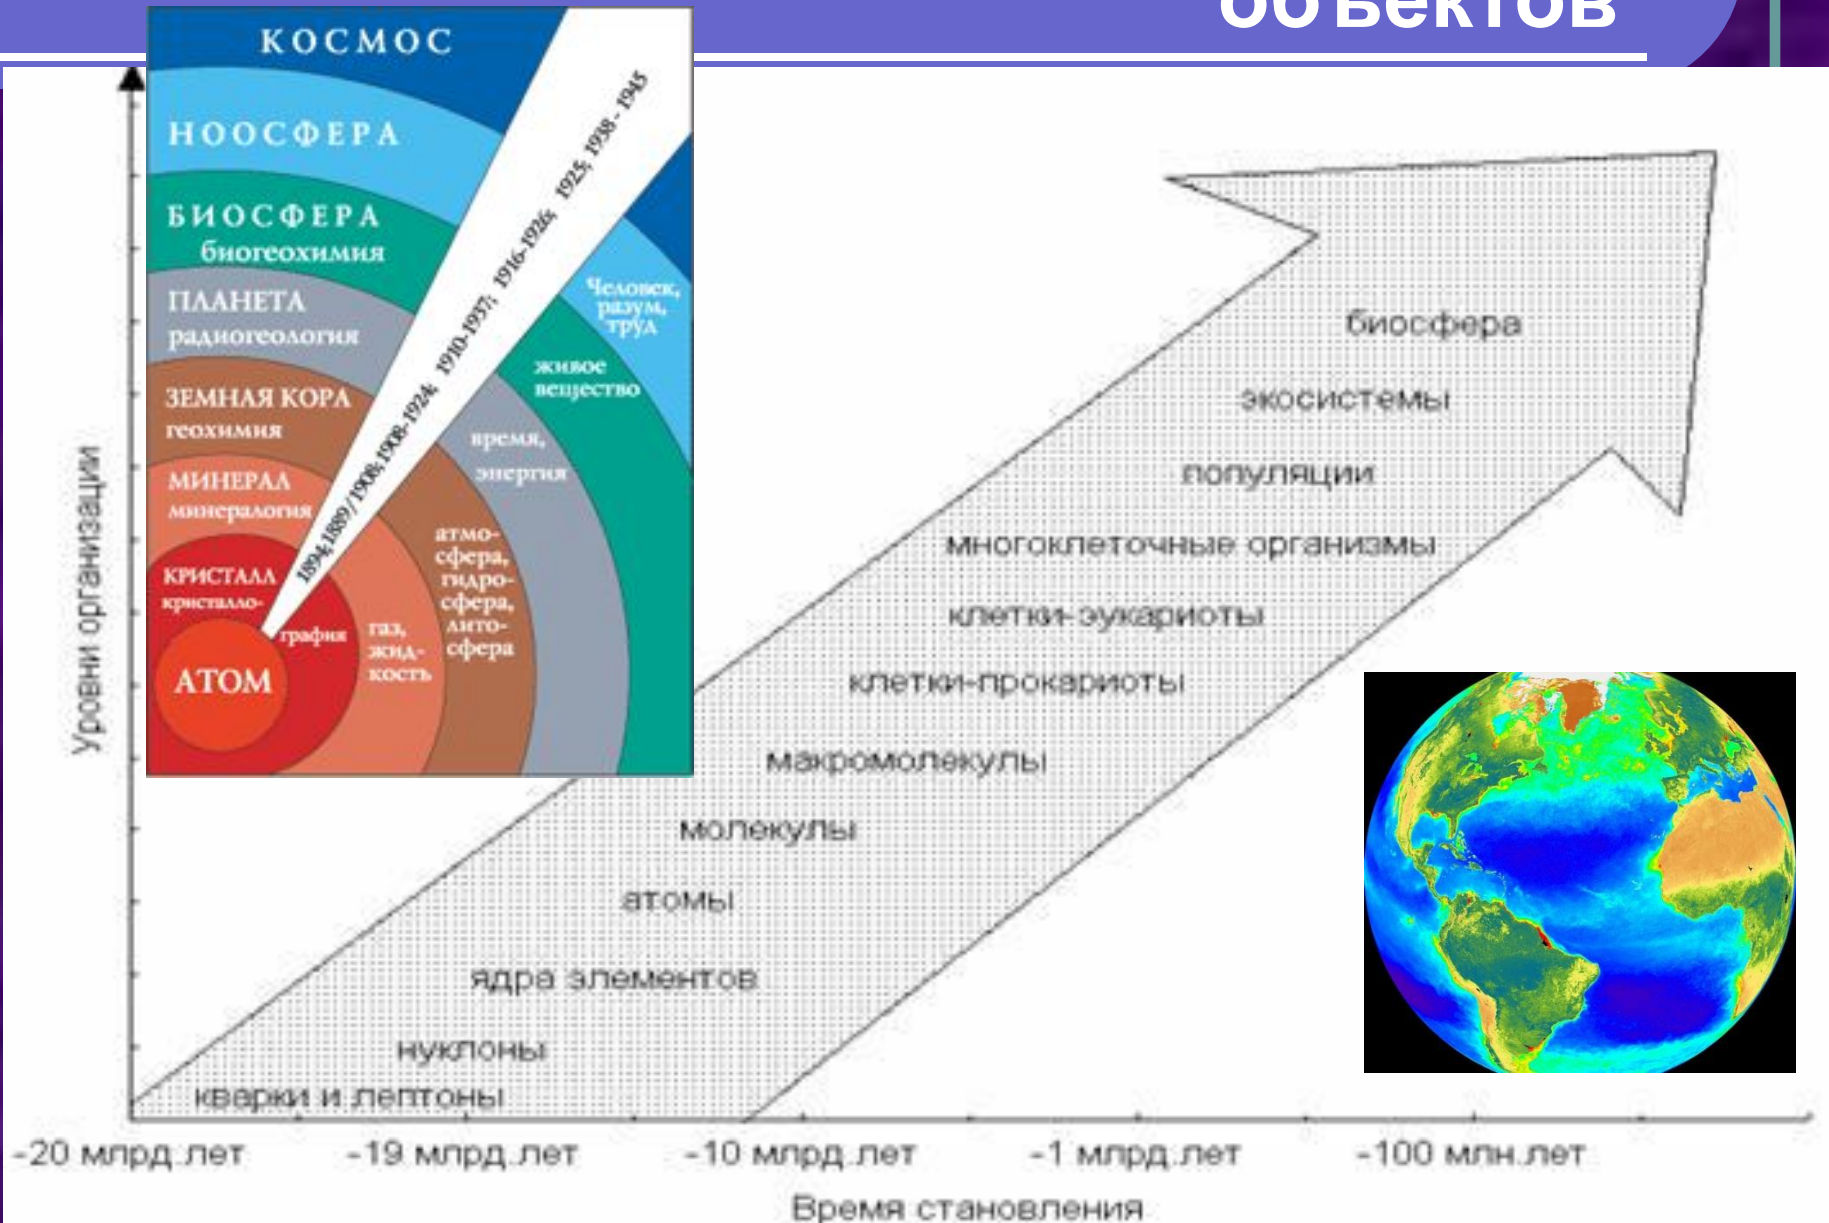 объектов
КОСМОС
НООСФЕРА
БИОСФЕРА
биогеохимия
ПЛАНЕТА
радиогеология
ЗЕМНАЯ КОРА
геохимия
МИНЕРАЛ
минералогия
КРИСТАЛЛ
кристалло-
графия
АТОМ
1894; 1889/1908; 1908-1924; 1910-1937; 1916-1926; 1925; 1938 - 1945
Человек,
разум,
труд
живое
вещество
время,
энергия
атмо-
сфера,
гидро-
сфера,
лито-
сфера
газ,
жид-
кость
Уровни организации
биосфера
экосистемы
популяции
многоклеточные организмы
клетки-эукариоты
клетки-прокариоты
макромолекулы
молекулы
атомы
ядра элементов
нуклоны
кварки и лептоны
-20 млрд.лет -19 млрд.лет -10 млрд.лет -1 млрд.лет -100 млн.лет
Время становления